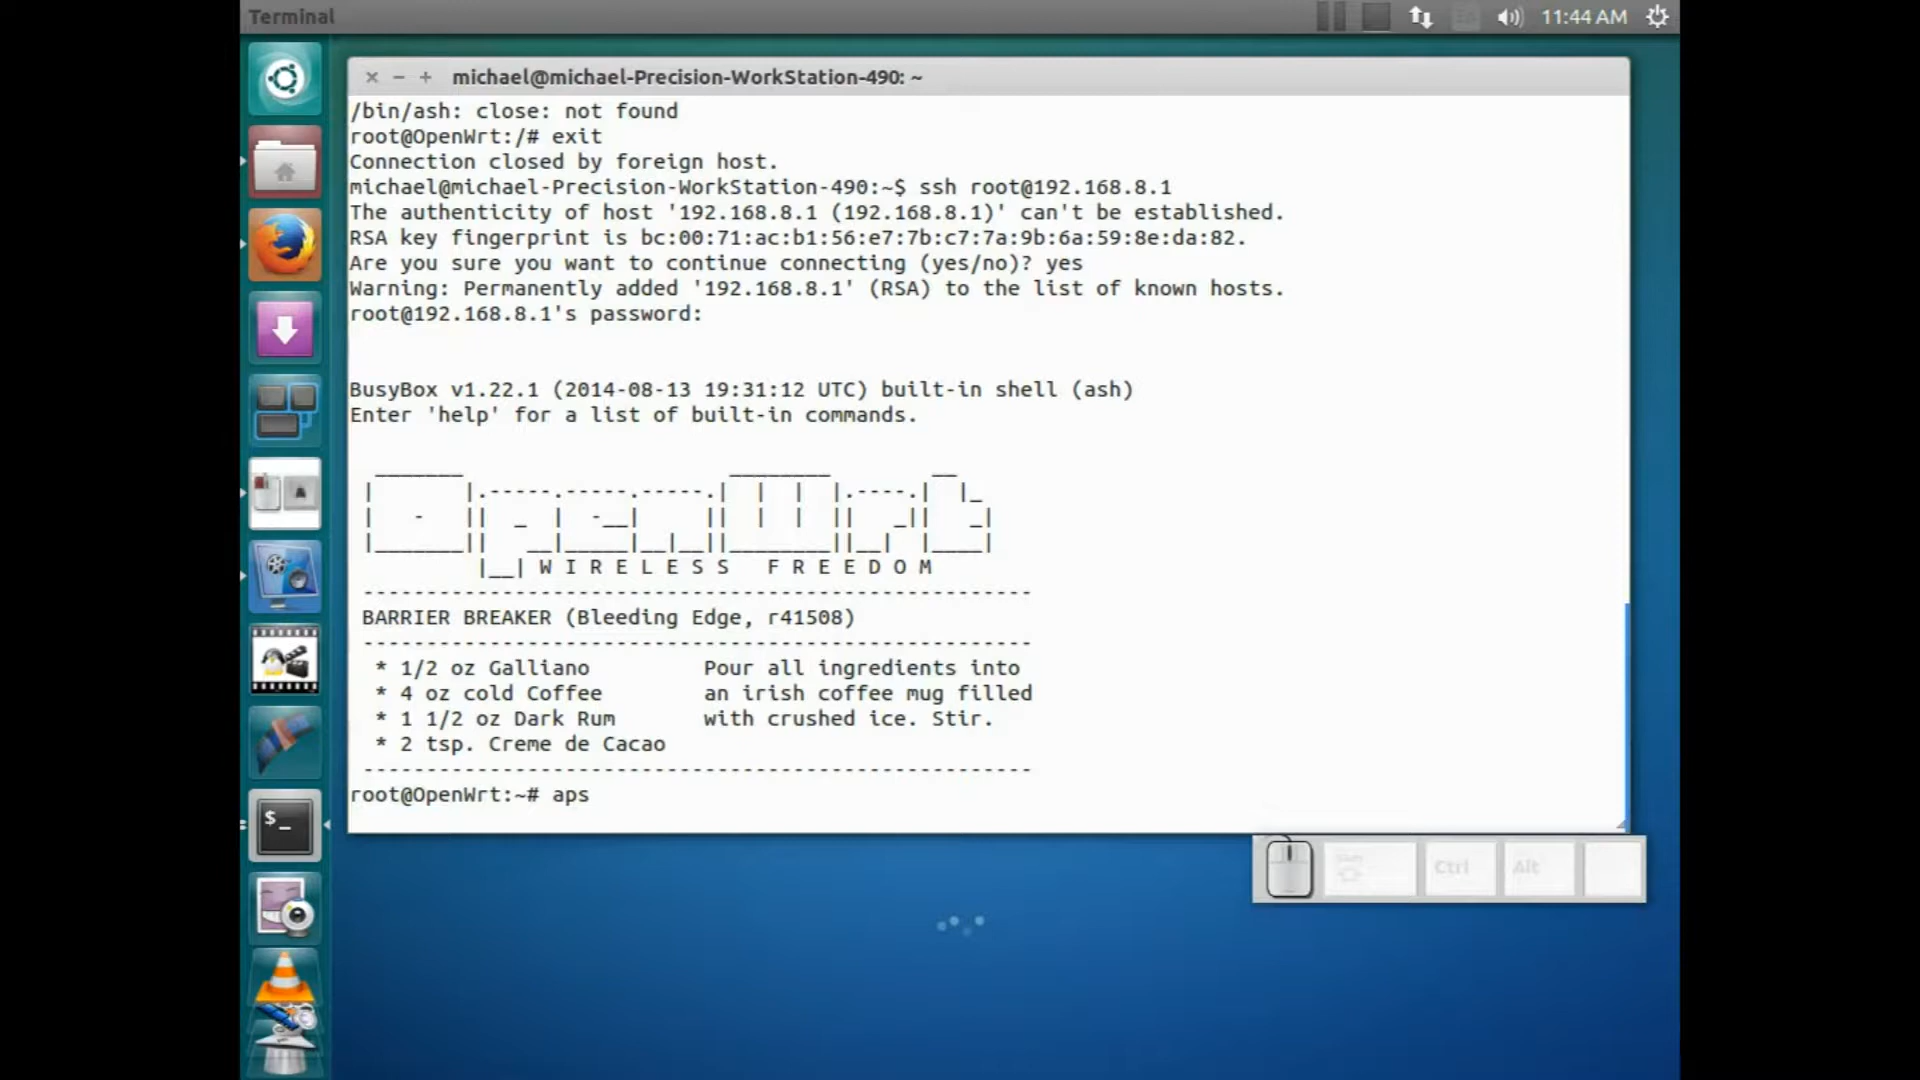 Terminal
11:44 AM
michael@michael-Precision-WorkStation-490: ~
/bin/ash: close: not found
root@OpenWrt:/# exit
Connection closed by foreign host.
michael@michael-Precision-WorkStation-490:~$ ssh root@192.168.8.1
The authenticity of host '192.168.8.1 (192.168.8.1)' can't be established.
RSA key fingerprint is bc:00:71:ac:b1:56:e7:7b:c7:7a:9b:6a:59:8e:da:82.
Are you sure you want to continue connecting (yes/no)? yes
Warning: Permanently added '192.168.8.1' (RSA) to the list of known hosts.
root@192.168.8.1's password:
BusyBox v1.22.1 (2014-08-13 19:31:12 UTC) built-in shell (ash)
Enter 'help' for a list of built-in commands.
OpenWrt
W I R E L E S S   F R E E D O M
-----------------------------------------------------
BARRIER BREAKER (Bleeding Edge, r41508)
-----------------------------------------------------
* 1/2 oz Galliano         Pour all ingredients into
* 4 oz cold Coffee        an irish coffee mug filled
* 1 1/2 oz Dark Rum       with crushed ice. Stir.
* 2 tsp. Creme de Cacao
-----------------------------------------------------
root@OpenWrt:~# aps
Ctrl
Alt